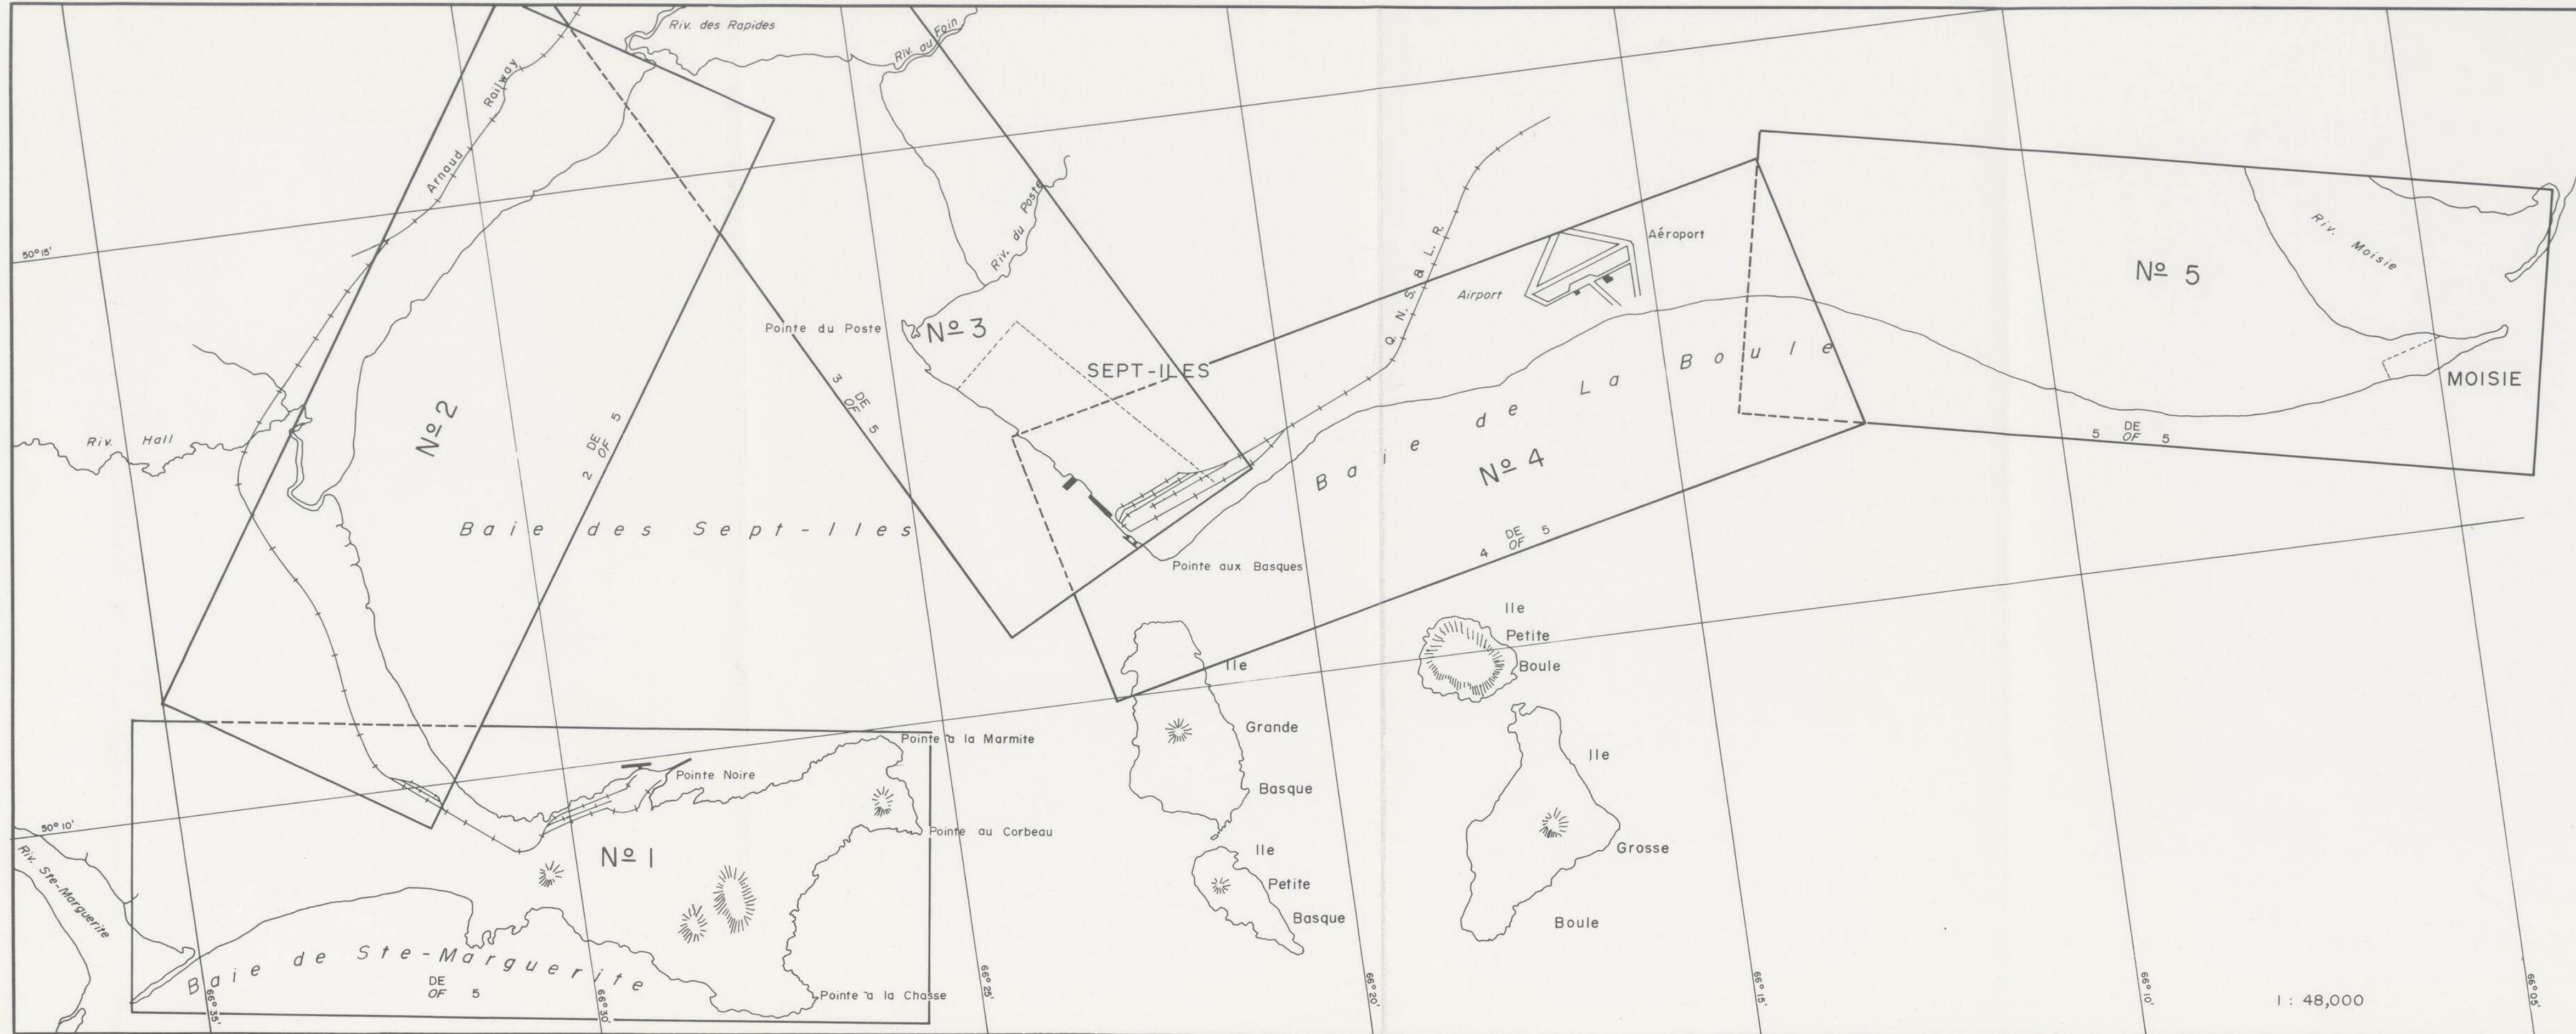 Riv. des Rapides
Riv. au Foin
Arnaud Railway
50° 15'
Riv. du Poste
Q. N. S. & L. R.
Aéroport
Airport
Riv. Moisie
Nº 5
Pointe du Poste
Nº 3
SEPT-ILES
3 DE OF 5
Baie de La Boule
MOISIE
Riv. Hall
Nº 2
2 DE OF 5
5 DE OF 5
Nº 4
Baie des Sept-Iles
4 DE OF 5
Pointe aux Basques
Ile
Petite
Boule
Ile
Grande
Basque
Pointe à la Marmite
Pointe Noire
Ile
Grosse
Boule
50° 10'
Riv. Ste-Marguerite
Pointe au Corbeau
Nº 1
Ile
Petite
Basque
Baie de Ste-Marguerite
DE
OF 5
Pointe à la Chasse
66° 35'
66° 30'
66° 25'
66° 20'
66° 15'
66° 10'
66° 05'
1 : 48,000